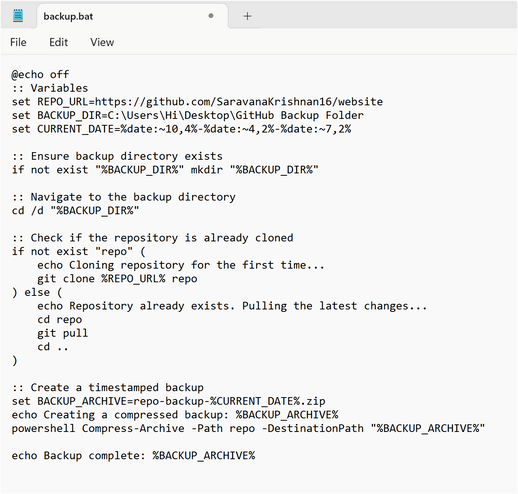 backup.bat
File Edit View
@echo off
:: Variables
set REPO_URL=https://github.com/SaravanaKrishnan16/website
set BACKUP_DIR=C:\Users\Hi\Desktop\GitHub Backup Folder
set CURRENT_DATE=%date:~10,4%-%date:~4,2%-%date:~7,2%
:: Ensure backup directory exists
if not exist "%BACKUP_DIR%" mkdir "%BACKUP_DIR%"
:: Navigate to the backup directory
cd /d "%BACKUP_DIR%"
:: Check if the repository is already cloned
if not exist "repo" (
    echo Cloning repository for the first time...
    git clone %REPO_URL% repo
) else (
    echo Repository already exists. Pulling the latest changes...
    cd repo
    git pull
    cd ..
)
:: Create a timestamped backup
set BACKUP_ARCHIVE=repo-backup-%CURRENT_DATE%.zip
echo Creating a compressed backup: %BACKUP_ARCHIVE%
powershell Compress-Archive -Path repo -DestinationPath "%BACKUP_ARCHIVE%"
echo Backup complete: %BACKUP_ARCHIVE%